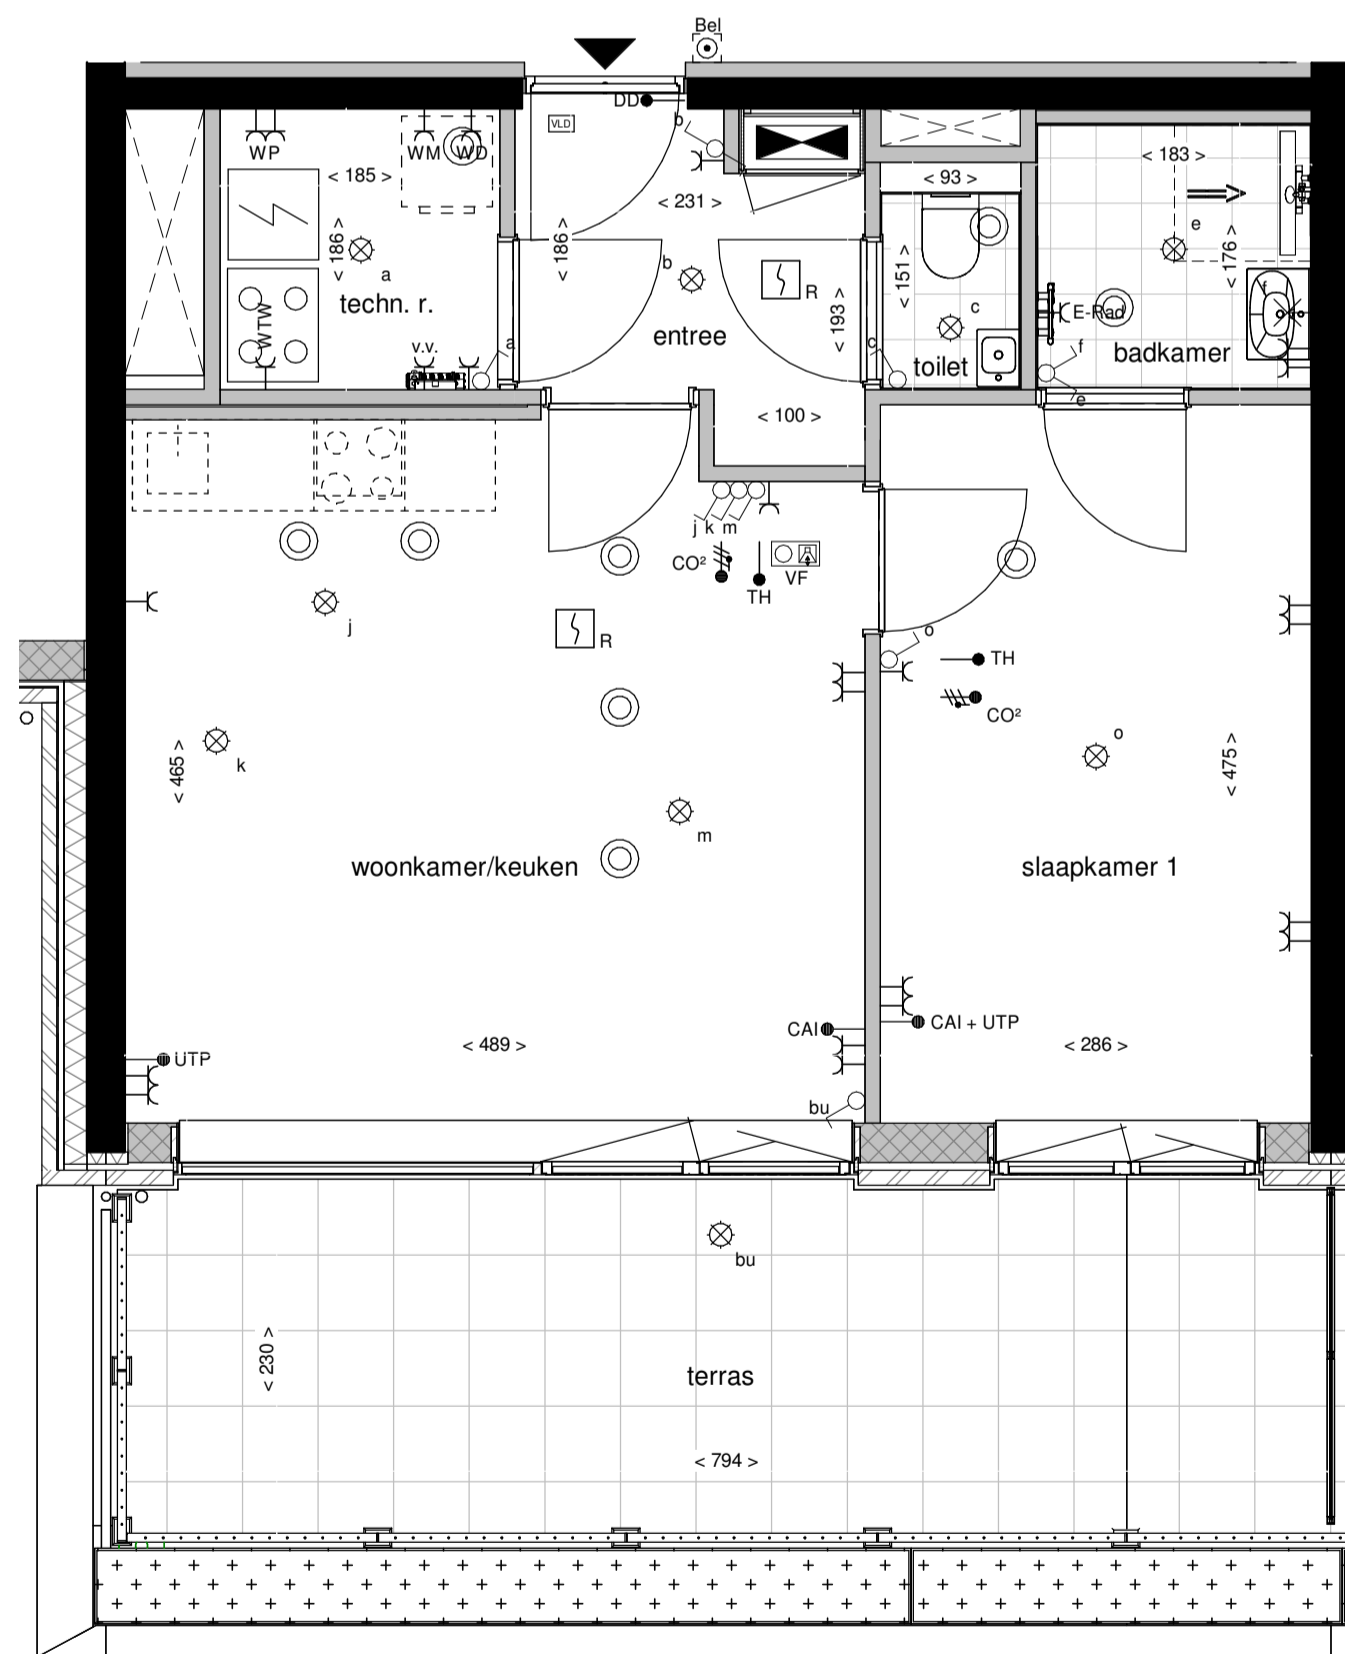 Bel
DD
VLD
b
WP
WM
WD
< 185 >
< 231 >
< 93 >
< 183 >
< 186 >
< 186 >
< 151 >
< 176 >
e
a
b
R
c
f
techn. r.
< 193 >
E-Rad
WTW
entree
v.v.
a
c
toilet
f
badkamer
e
< 100 >
j k m
CO²
TH
VF
j
R
o
TH
CO²
k
< 465 >
o
< 475 >
m
woonkamer/keuken
slaapkamer 1
CAI
CAI + UTP
< 489 >
< 286 >
UTP
bu
bu
< 230 >
terras
< 794 >